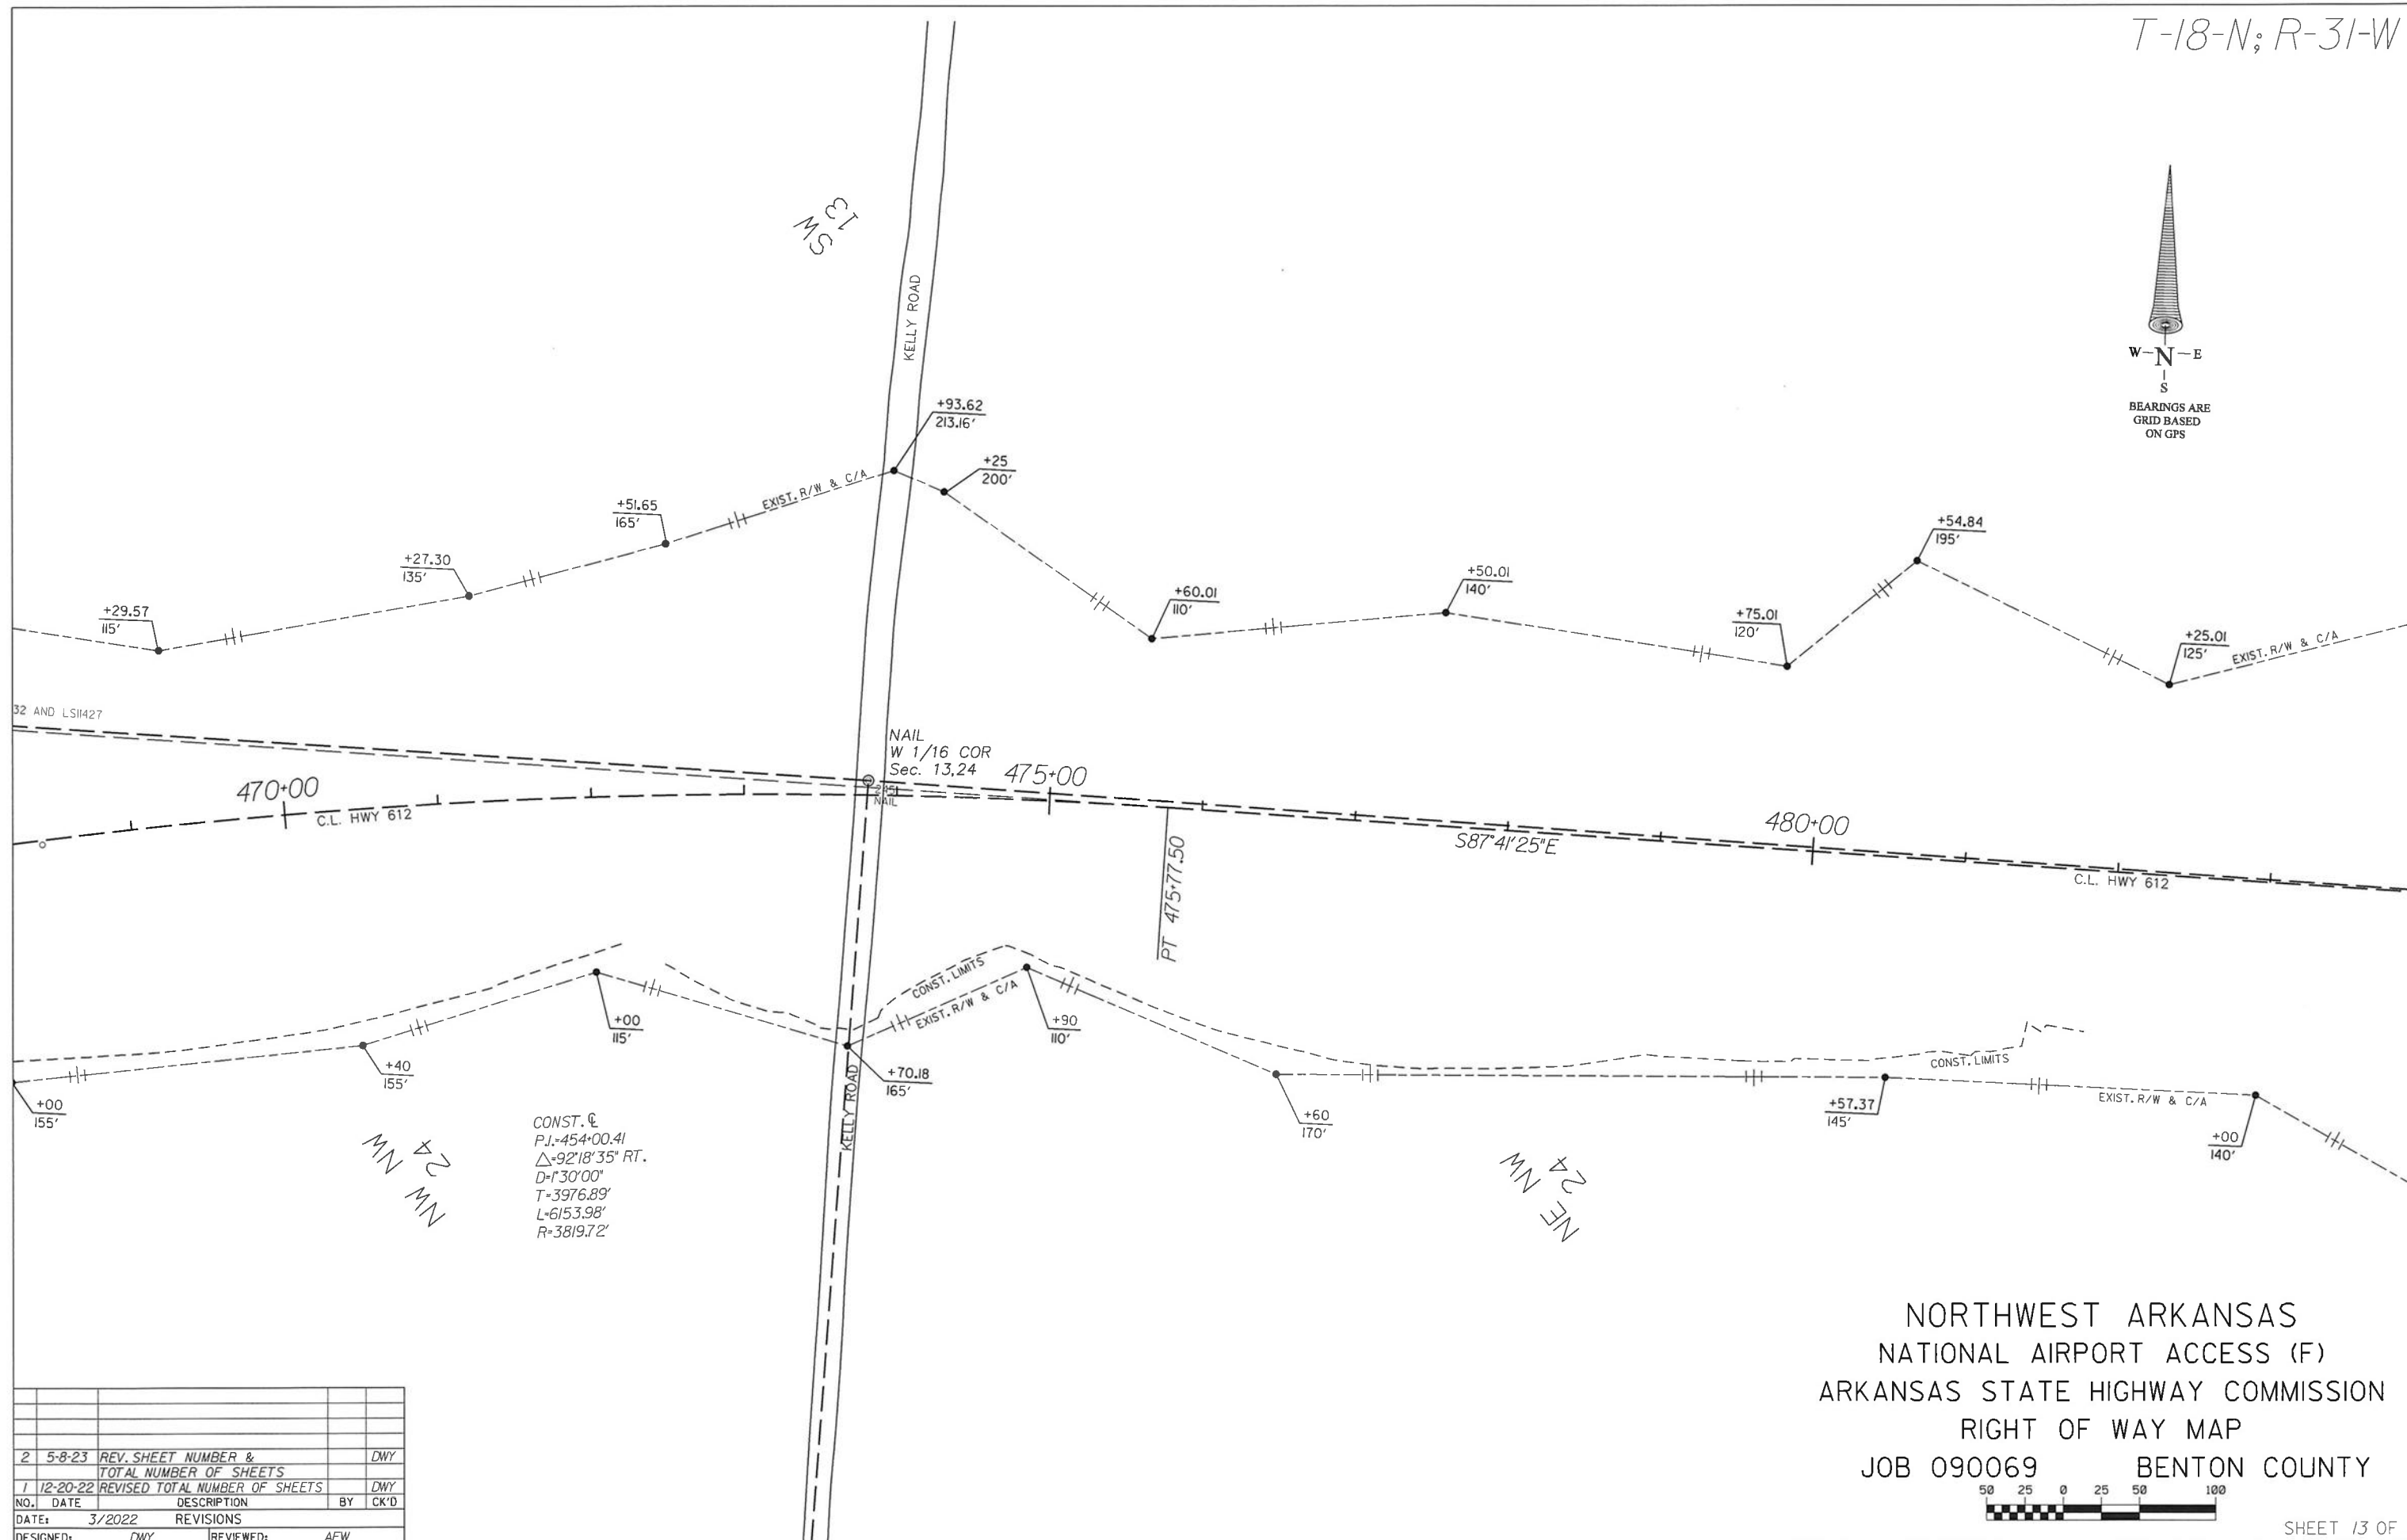 T-18-N; R-31-W
13
SW
KELLY ROAD
W N E
S
BEARINGS ARE
GRID BASED
ON GPS
+93.62
213.16'
+25
200'
EXIST. R/W & C/A
+51.65
165'
+27.30
135'
+29.57
115'
+60.01
110'
+50.01
140'
+75.01
120'
+54.84
195'
+25.01
125'
EXIST. R/W & C/A
32 AND LS11427
NAIL
W 1/16 COR
Sec. 13,24
NAIL
470+00
C.L. HWY 612
475+00
PT 475+77.50
S87°41'25"E
480+00
C.L. HWY 612
CONST. LIMITS
EXIST. R/W & C/A
+00
155'
+40
155'
+00
115'
+70.18
165'
+90
110'
+60
170'
+57.37
145'
CONST. LIMITS
EXIST. R/W & C/A
+00
140'
KELLY ROAD
NW
24
NW
CONST. ℄
P.I.=454+00.41
△=92°18'35" RT.
D=1°30'00"
T=3976.89'
L=6153.98'
R=3819.72'
NW
24
NE
NORTHWEST ARKANSAS
NATIONAL AIRPORT ACCESS (F)
ARKANSAS STATE HIGHWAY COMMISSION
RIGHT OF WAY MAP
JOB 090069 BENTON COUNTY
50 25 0 25 50 100
SHEET 13 OF
2 5-8-23 REV. SHEET NUMBER & DWY
TOTAL NUMBER OF SHEETS
1 12-20-22 REVISED TOTAL NUMBER OF SHEETS DWY
NO. DATE DESCRIPTION BY CK'D
DATE: 3/2022 REVISIONS
DESIGNED: DWY REVIEWED: AEW